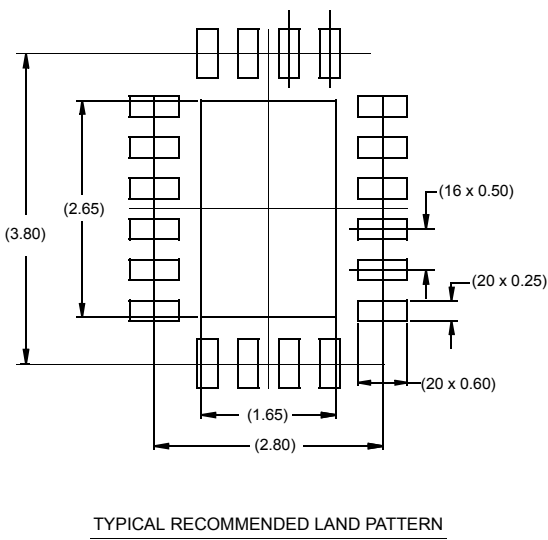 (16 x 0.50)
(2.65)
(3.80)
(20 x 0.25)
(20 x 0.60)
(1.65)
(2.80)
TYPICAL RECOMMENDED LAND PATTERN